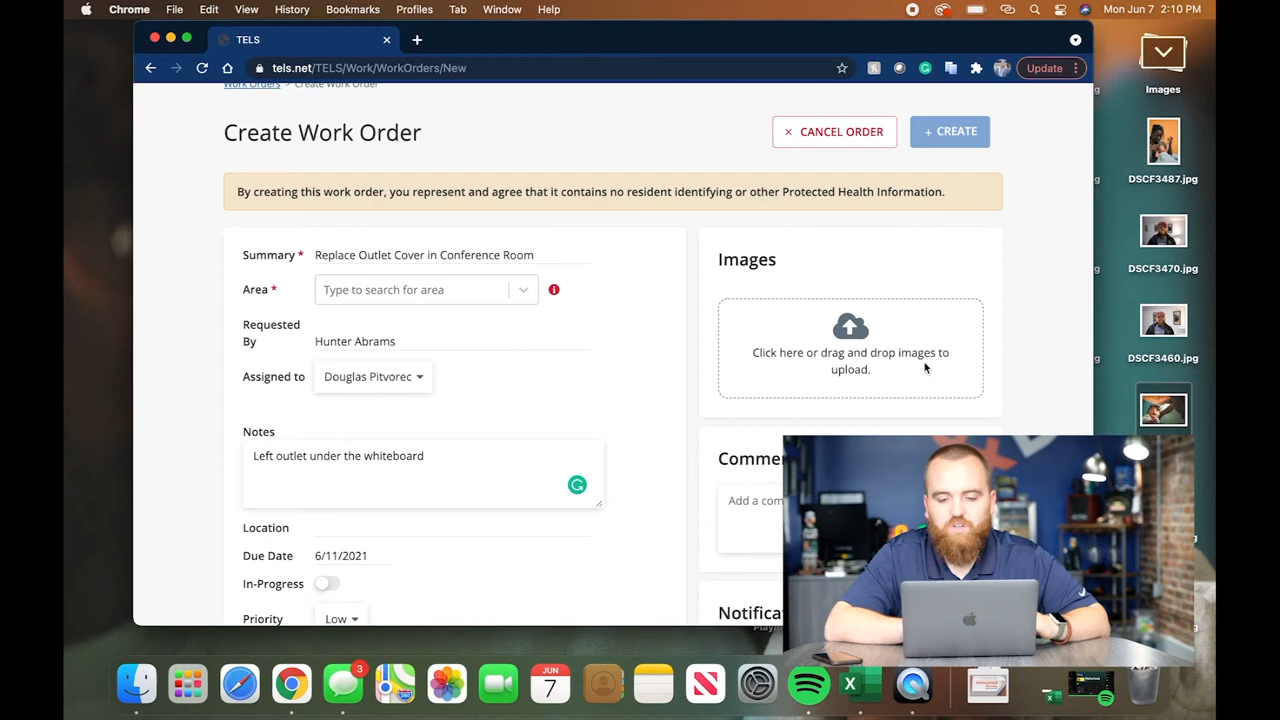 Chrome File Edit View History Bookmarks Profiles Tab Window Help Mon Jun 7 2:10 PM
TELS
tels.net/TELS/Work/WorkOrders/New Update
Work Orders > Create Work Order
Create Work Order
CANCEL ORDER
+ CREATE
By creating this work order, you represent and agree that it contains no resident identifying or other Protected Health Information.
Summary * Replace Outlet Cover in Conference Room
Area * Type to search for area
Requested
By Hunter Abrams
Assigned to Douglas Pitvorec
Notes
Left outlet under the whiteboard
Location
Due Date 6/11/2021
In-Progress
Priority Low
Images
Click here or drag and drop images to
upload.
Comme
Add a com
Notifica
Images
DSCF3487.jpg
DSCF3470.jpg
DSCF3460.jpg
3
JUN
7